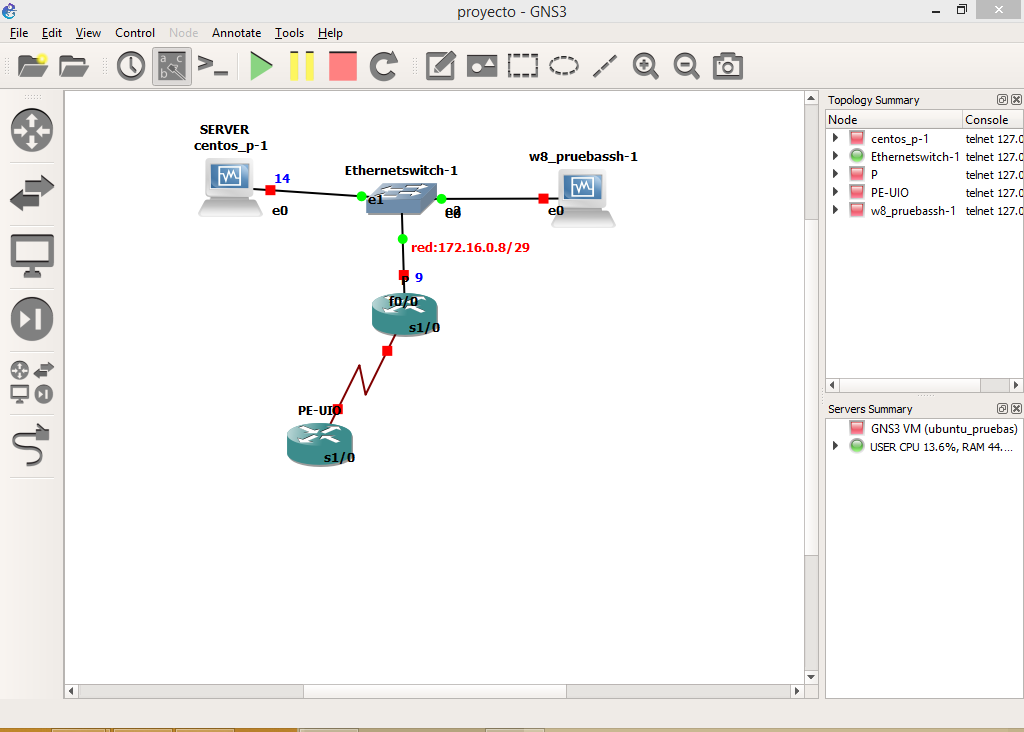 proyecto - GNS3
File Edit View Control Node Annotate Tools Help
Topology Summary
Node Console
centos_p-1 telnet 127.0
Ethernetswitch-1 telnet 127.0
P telnet 127.0
PE-UIO telnet 127.0
w8_pruebassh-1 telnet 127.0
SERVER
centos_p-1
14
e0
Ethernetswitch-1
e1
w8_pruebassh-1
e0
red:172.16.0.8/29
P 9
f0/0
s1/0
PE-UIO
s1/0
Servers Summary
GNS3 VM (ubuntu_pruebas)
USER CPU 13.6%, RAM 44....